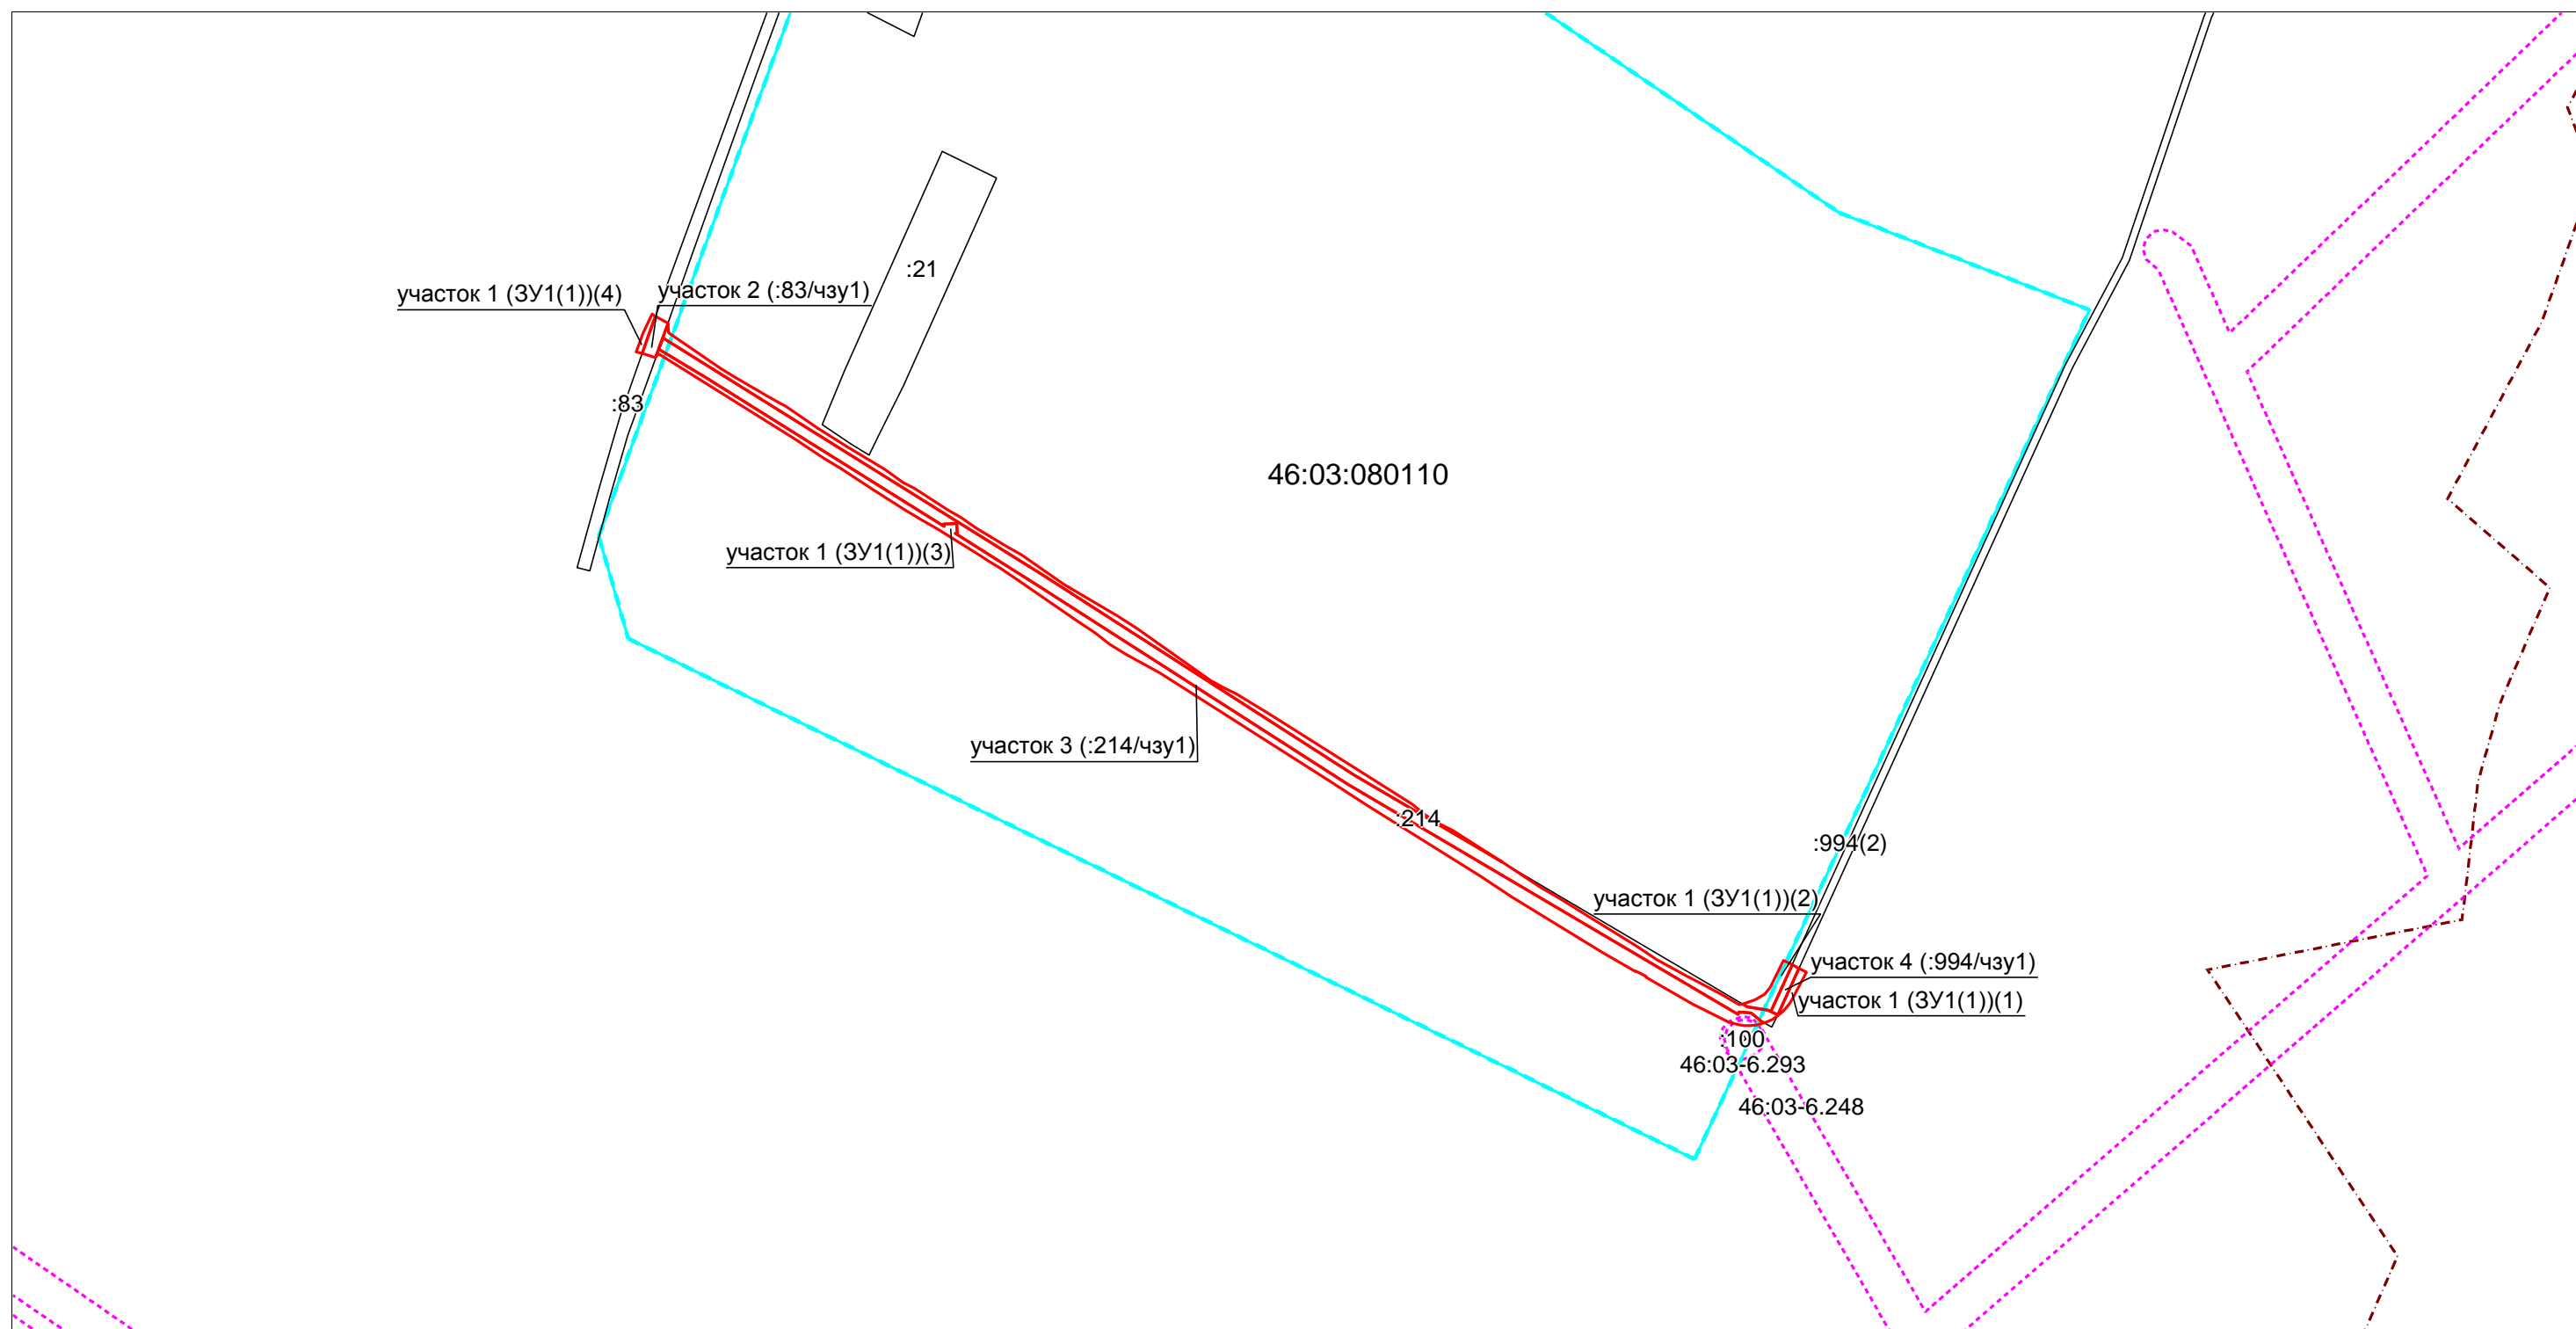 :21
участок 1 (ЗУ1(1))(4)
участок 2 (:83/чзу1)
:83
46:03:080110
участок 1 (ЗУ1(1))(3)
участок 3 (:214/чзу1)
:214
:994(2)
участок 1 (ЗУ1(1))(2)
участок 4 (:994/чзу1)
участок 1 (ЗУ1(1))(1)
:100
46:03-6.293
46:03-6.248